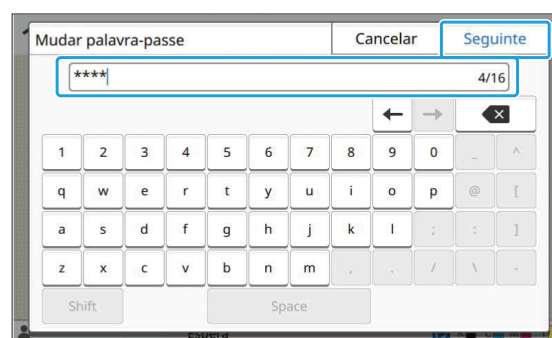 Mudar palavra-passe Cancelar Seguinte
**** 4/16
← → ⌫
1 2 3 4 5 6 7 8 9 0 _ ^
q w e r t y u i o p @ [
a s d f g h j k l ; : ]
z x c v b n m , . / \ -
Shift Space